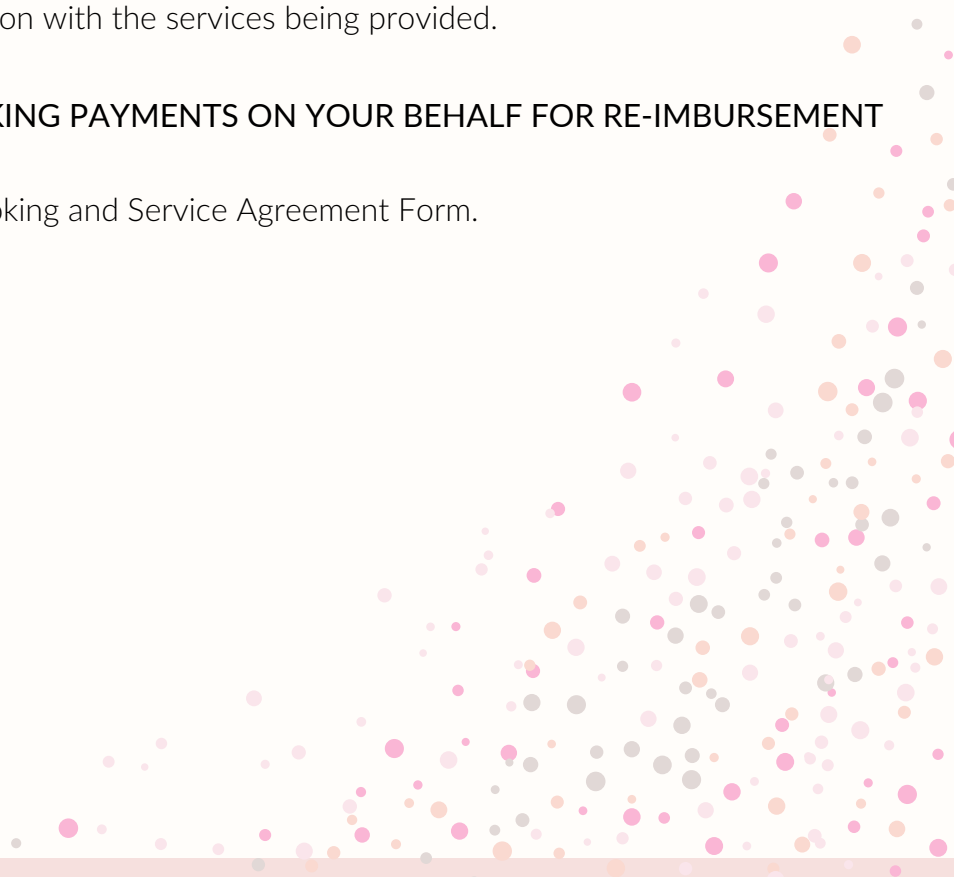 on with the services being provided.
KING PAYMENTS ON YOUR BEHALF FOR RE-IMBURSEMENT
oking and Service Agreement Form.